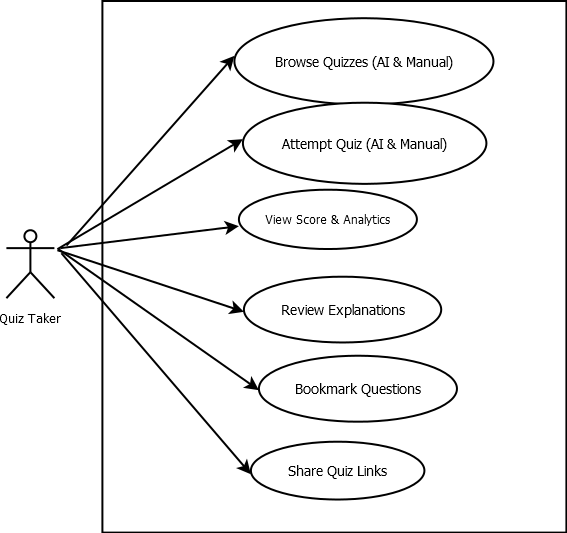 Browse Quizzes (AI & Manual)
Attempt Quiz (AI & Manual)
View Score & Analytics
Review Explanations
Quiz Taker
Bookmark Questions
Share Quiz Links